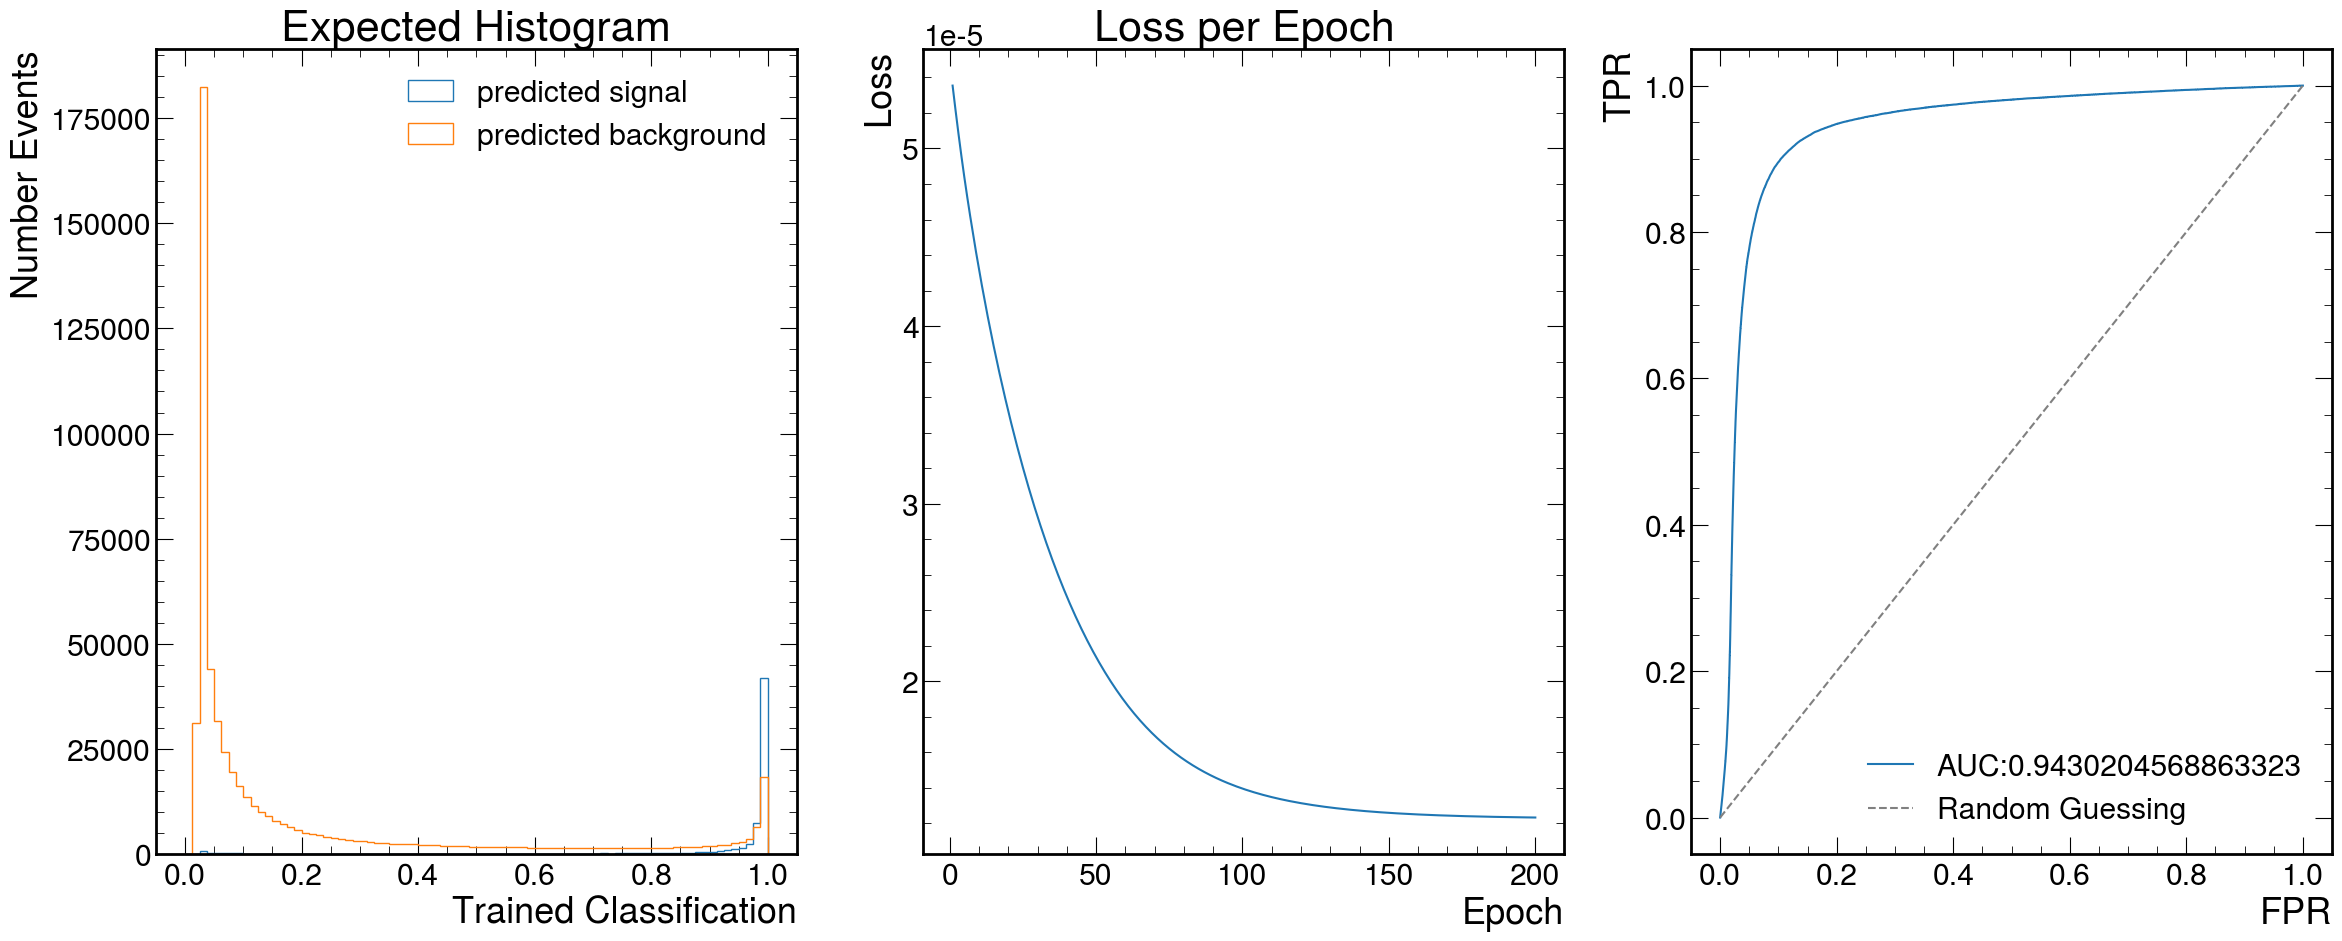 Expected Histogram
Number Events
175000
150000
125000
100000
75000
50000
25000
0
predicted signal
predicted background
0.0 0.2 0.4 0.6 0.8 1.0
Trained Classification
Loss per Epoch
1e-5
Loss
5
4
3
2
0 50 100 150 200
Epoch
TPR
1.0
0.8
0.6
0.4
0.2
0.0
AUC:0.9430204568863323
Random Guessing
0.0 0.2 0.4 0.6 0.8 1.0
FPR